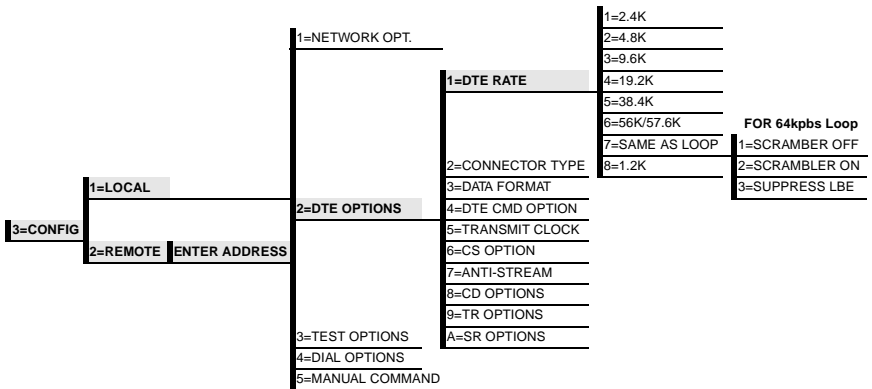 3=CONFIG
1=LOCAL
2=REMOTE
ENTER ADDRESS
1=NETWORK OPT.
2=DTE OPTIONS
3=TEST OPTIONS
4=DIAL OPTIONS
5=MANUAL COMMAND
1=DTE RATE
2=CONNECTOR TYPE
3=DATA FORMAT
4=DTE CMD OPTION
5=TRANSMIT CLOCK
6=CS OPTION
7=ANTI-STREAM
8=CD OPTIONS
9=TR OPTIONS
A=SR OPTIONS
1=2.4K
2=4.8K
3=9.6K
4=19.2K
5=38.4K
6=56K/57.6K
7=SAME AS LOOP
8=1.2K
FOR 64kpbs Loop
1=SCRAMBER OFF
2=SCRAMBLER ON
3=SUPPRESS LBE